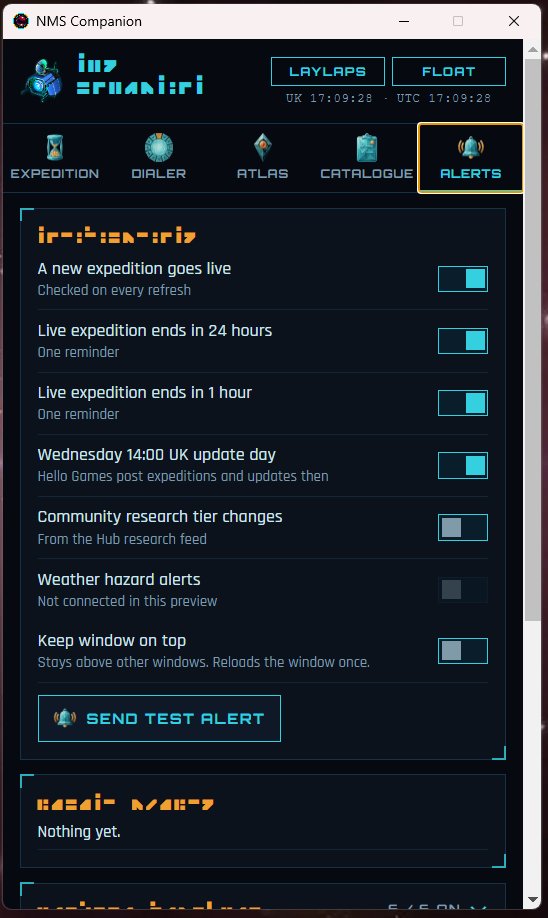 NMS Companion
LAYLAPS
FLOAT
UK 17:09:28 · UTC 17:09:28
EXPEDITION
DIALER
ATLAS
CATALOGUE
ALERTS
A new expedition goes live
Checked on every refresh
Live expedition ends in 24 hours
One reminder
Live expedition ends in 1 hour
One reminder
Wednesday 14:00 UK update day
Hello Games post expeditions and updates then
Community research tier changes
From the Hub research feed
Weather hazard alerts
Not connected in this preview
Keep window on top
Stays above other windows. Reloads the window once.
SEND TEST ALERT
Nothing yet.